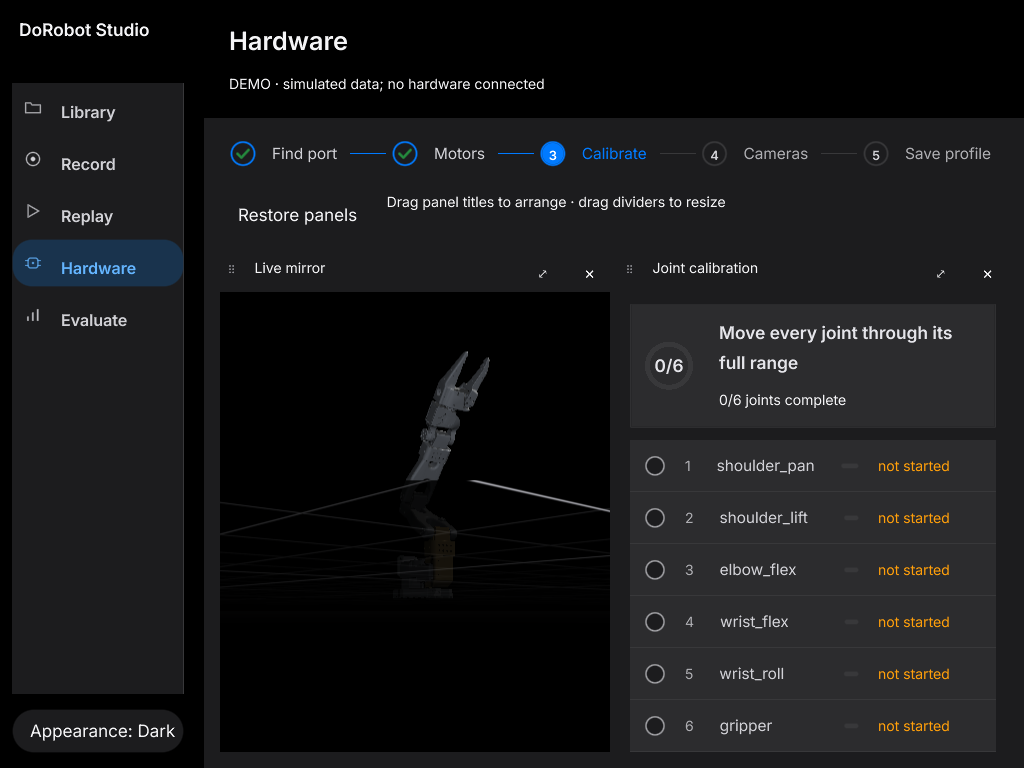 DoRobot Studio
Hardware
DEMO · simulated data; no hardware connected
Library
Record
Replay
Hardware
Evaluate
Appearance: Dark
Find port
Motors
3 Calibrate
4 Cameras
5 Save profile
Restore panels
Drag panel titles to arrange · drag dividers to resize
Live mirror
Joint calibration
0/6
Move every joint through its
full range
0/6 joints complete
1 shoulder_pan not started
2 shoulder_lift not started
3 elbow_flex not started
4 wrist_flex not started
5 wrist_roll not started
6 gripper not started